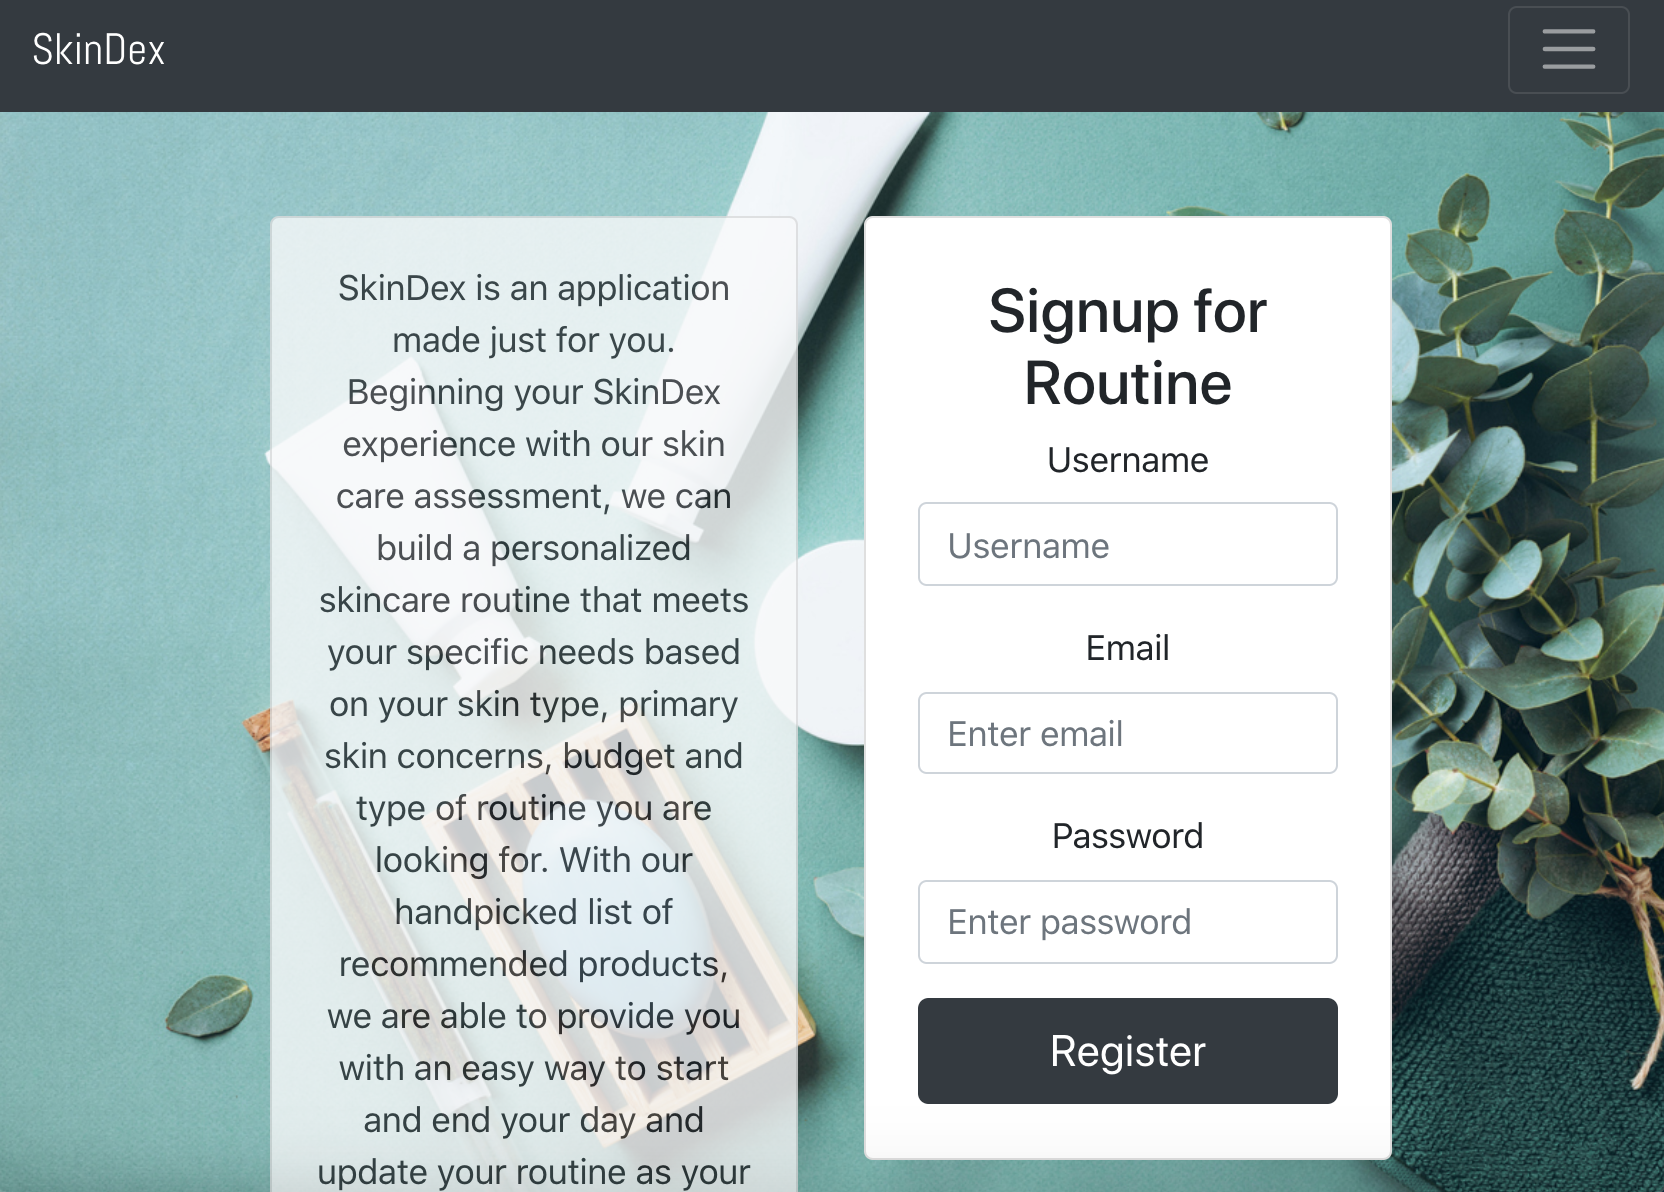 SkinDex
SkinDex is an application
made just for you.
Beginning your SkinDex
experience with our skin
care assessment, we can
build a personalized
skincare routine that meets
your specific needs based
on your skin type, primary
skin concerns, budget and
type of routine you are
looking for. With our
handpicked list of
recommended products,
we are able to provide you
with an easy way to start
and end your day and
update your routine as your
Signup for
Routine
Username
Username
Email
Enter email
Password
Enter password
Register